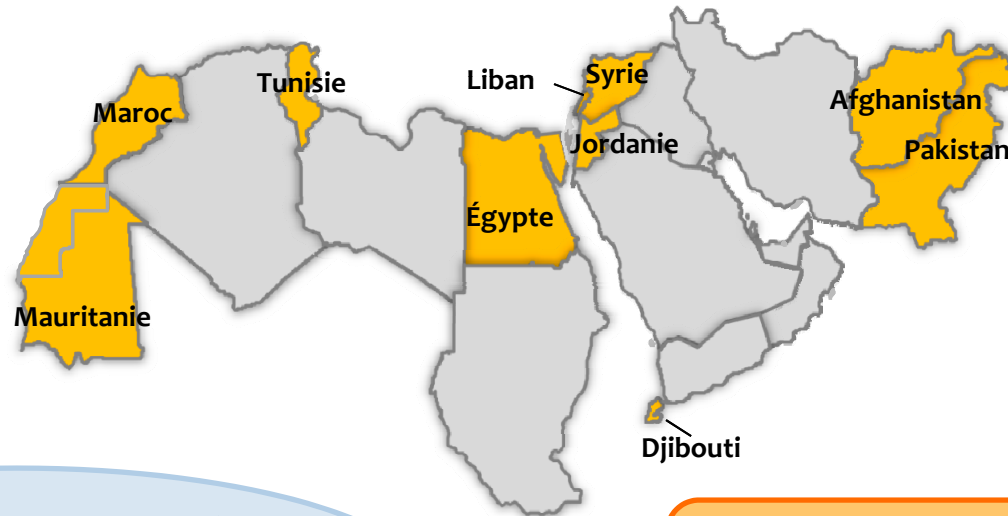 Tunisie
Liban
Syrie
Maroc
Afghanistan
Jordanie
Pakistan
Égypte
Mauritanie
Djibouti